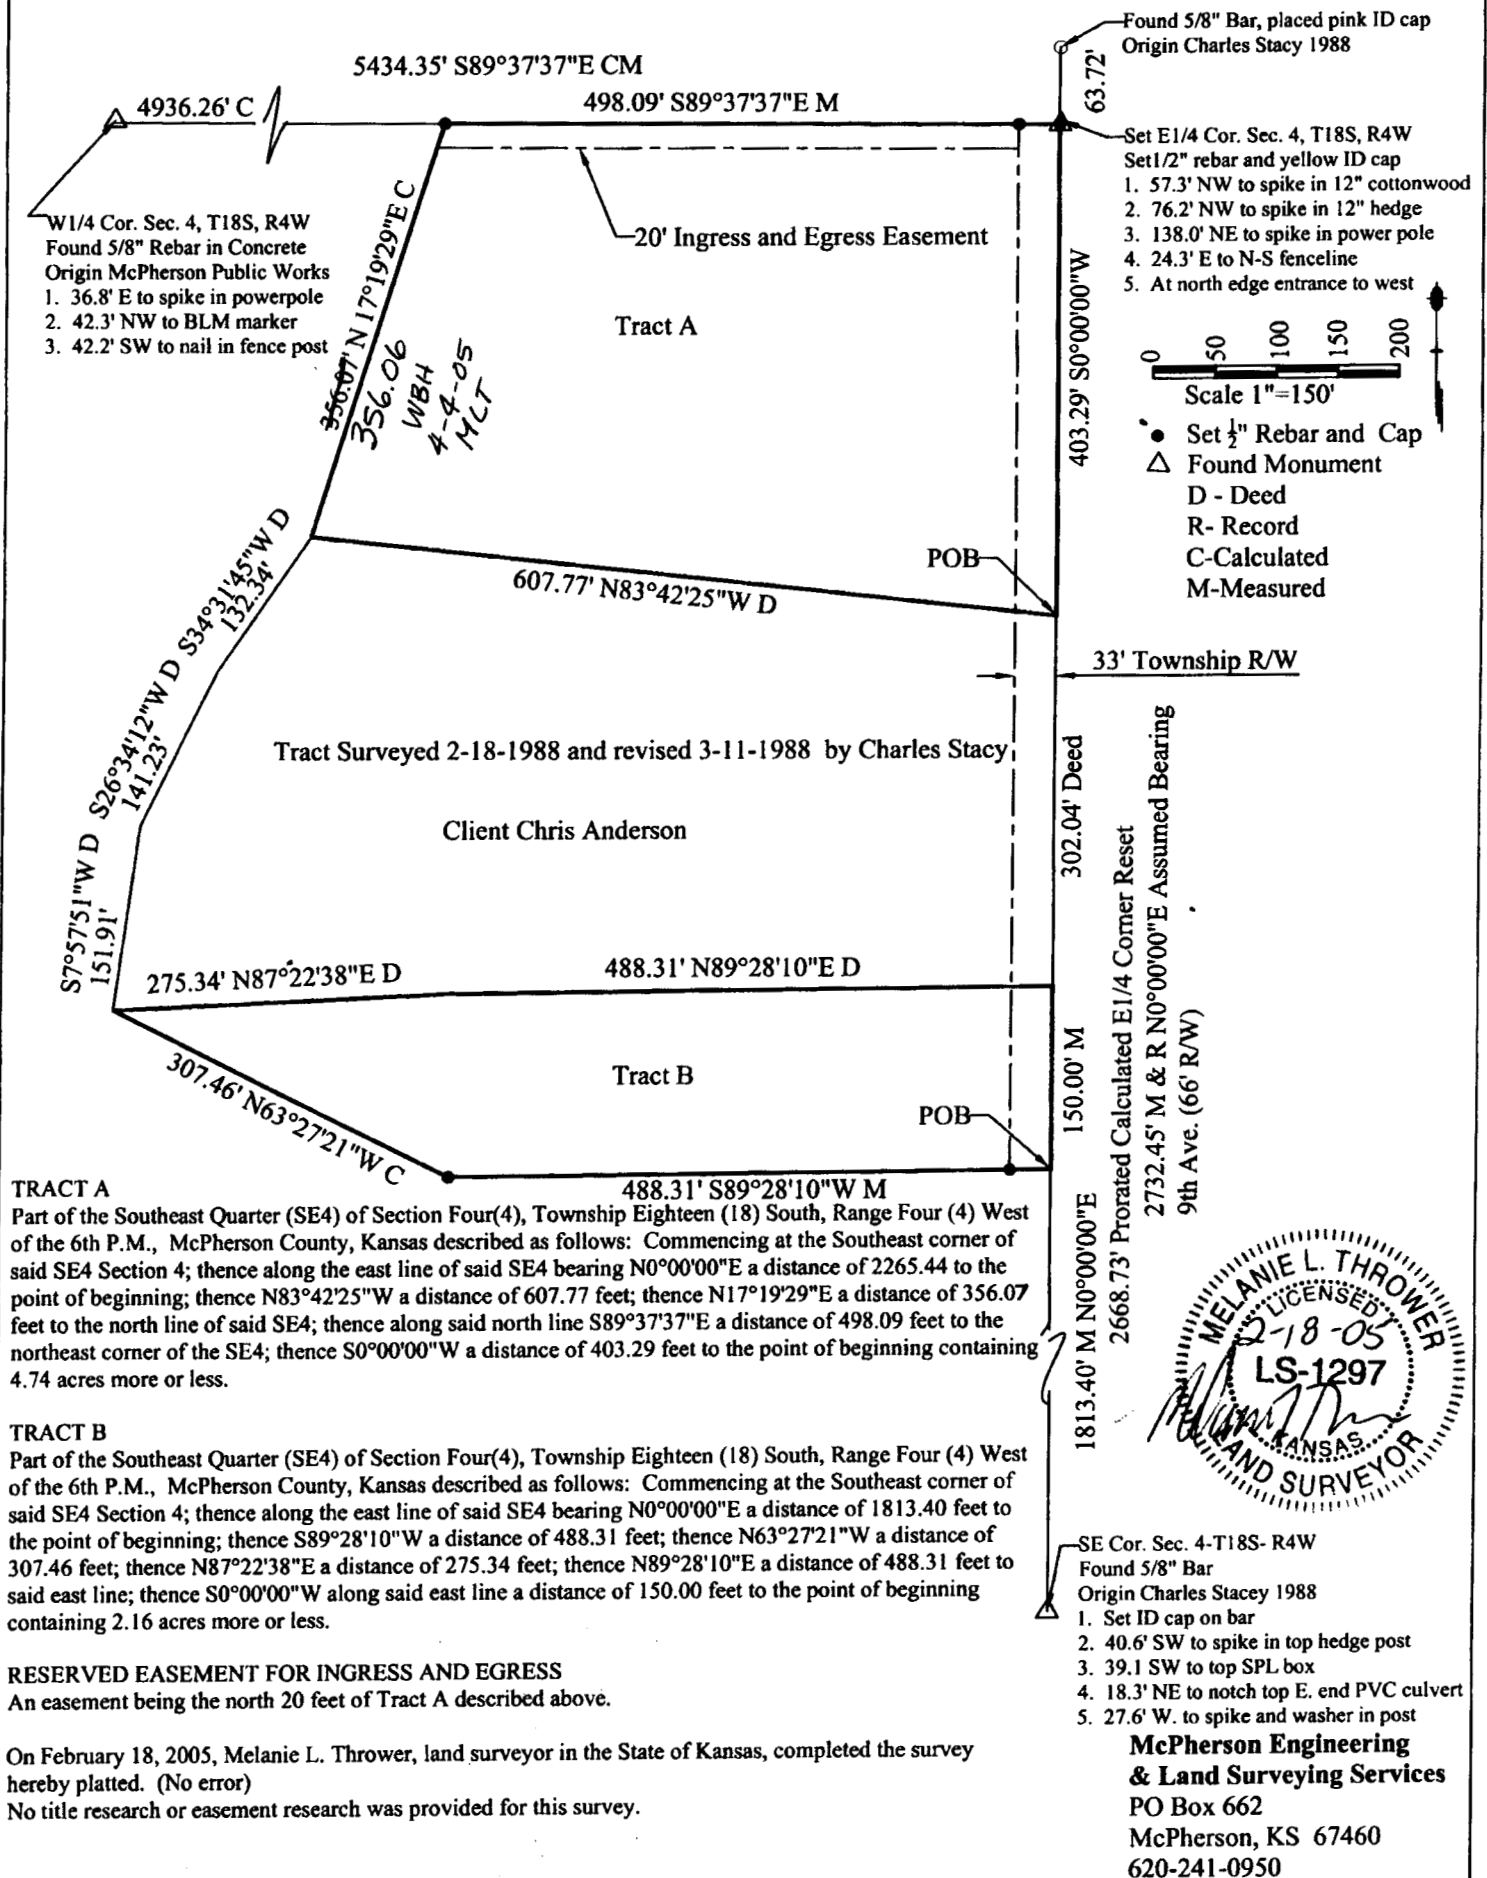 Found 5/8" Bar, placed pink ID cap
Origin Charles Stacy 1988
63.72'
5434.35' S89°37'37"E CM
4936.26' C
498.09' S89°37'37"E M
Set E1/4 Cor. Sec. 4, T18S, R4W
Set1/2" rebar and yellow ID cap
1. 57.3' NW to spike in 12" cottonwood
2. 76.2' NW to spike in 12" hedge
3. 138.0' NE to spike in power pole
4. 24.3' E to N-S fenceline
5. At north edge entrance to west
W1/4 Cor. Sec. 4, T18S, R4W
Found 5/8" Rebar in Concrete
Origin McPherson Public Works
1. 36.8' E to spike in powerpole
2. 42.3' NW to BLM marker
3. 42.2' SW to nail in fence post
20' Ingress and Egress Easement
Tract A
356.07' N 17°19'29"E C
356.06
WBH
4-4-05
MLT
403.29' S0°00'00"W
0 50 100 150 200
Scale 1"=150'
Set ½" Rebar and Cap
Found Monument
D - Deed
R- Record
C-Calculated
M-Measured
POB
607.77' N83°42'25"W D
S34°31'45"W D
132.34'
33' Township R/W
S26°34'12"W D
141.23'
Tract Surveyed 2-18-1988 and revised 3-11-1988 by Charles Stacy
Client Chris Anderson
302.04' Deed
S7°57'51"W D
151.91'
275.34' N87°22'38"E D
488.31' N89°28'10"E D
2668.73' Prorated Calculated E1/4 Corner Reset
2732.45' M & R N0°00'00"E Assumed Bearing
9th Ave. (66' R/W)
Tract B
150.00' M
POB
307.46' N63°27'21"W C
488.31' S89°28'10"W M
1813.40' M N0°00'00"E
TRACT A
Part of the Southeast Quarter (SE4) of Section Four(4), Township Eighteen (18) South, Range Four (4) West
of the 6th P.M., McPherson County, Kansas described as follows: Commencing at the Southeast corner of
said SE4 Section 4; thence along the east line of said SE4 bearing N0°00'00"E a distance of 2265.44 to the
point of beginning; thence N83°42'25"W a distance of 607.77 feet; thence N17°19'29"E a distance of 356.07
feet to the north line of said SE4; thence along said north line S89°37'37"E a distance of 498.09 feet to the
northeast corner of the SE4; thence S0°00'00"W a distance of 403.29 feet to the point of beginning containing
4.74 acres more or less.
MELANIE L. THROWER
LICENSED
2-18-05
LS-1297
KANSAS
LAND SURVEYOR
TRACT B
Part of the Southeast Quarter (SE4) of Section Four(4), Township Eighteen (18) South, Range Four (4) West
of the 6th P.M., McPherson County, Kansas described as follows: Commencing at the Southeast corner of
said SE4 Section 4; thence along the east line of said SE4 bearing N0°00'00"E a distance of 1813.40 feet to
the point of beginning; thence S89°28'10"W a distance of 488.31 feet; thence N63°27'21"W a distance of
307.46 feet; thence N87°22'38"E a distance of 275.34 feet; thence N89°28'10"E a distance of 488.31 feet to
said east line; thence S0°00'00"W along said east line a distance of 150.00 feet to the point of beginning
containing 2.16 acres more or less.
SE Cor. Sec. 4-T18S- R4W
Found 5/8" Bar
Origin Charles Stacey 1988
1. Set ID cap on bar
2. 40.6' SW to spike in top hedge post
3. 39.1 SW to top SPL box
4. 18.3' NE to notch top E. end PVC culvert
5. 27.6' W. to spike and washer in post
RESERVED EASEMENT FOR INGRESS AND EGRESS
An easement being the north 20 feet of Tract A described above.
On February 18, 2005, Melanie L. Thrower, land surveyor in the State of Kansas, completed the survey
hereby platted. (No error)
No title research or easement research was provided for this survey.
McPherson Engineering
& Land Surveying Services
PO Box 662
McPherson, KS 67460
620-241-0950